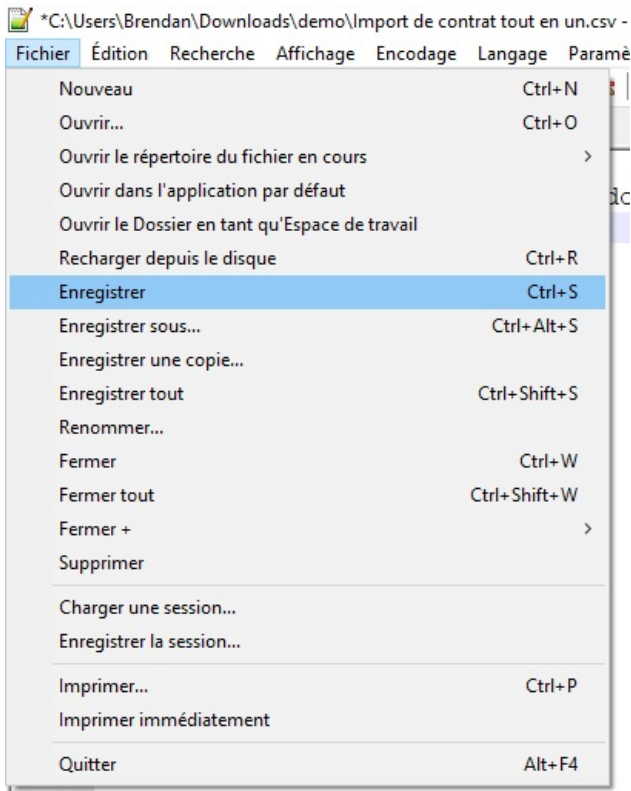 *C:\Users\Brendan\Downloads\demo\Import de contrat tout en un.csv -
Fichier Édition Recherche Affichage Encodage Langage Paramè
Nouveau Ctrl+N
Ouvrir... Ctrl+O
Ouvrir le répertoire du fichier en cours >
Ouvrir dans l'application par défaut
Ouvrir le Dossier en tant qu'Espace de travail
Recharger depuis le disque Ctrl+R
Enregistrer Ctrl+S
Enregistrer sous... Ctrl+Alt+S
Enregistrer une copie...
Enregistrer tout Ctrl+Shift+S
Renommer...
Fermer Ctrl+W
Fermer tout Ctrl+Shift+W
Fermer + >
Supprimer
Charger une session...
Enregistrer la session...
Imprimer... Ctrl+P
Imprimer immédiatement
Quitter Alt+F4